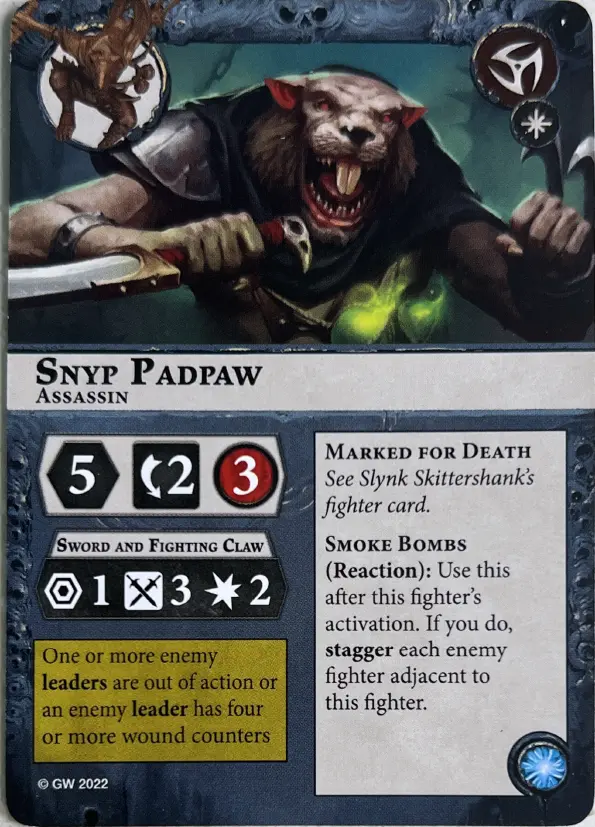 Snyp Padpaw
Assassin
5 2 3
Sword and Fighting Claw
1 3 2
One or more enemy
leaders are out of action or
an enemy leader has four
or more wound counters
© GW 2022
Marked for Death
See Slynk Skittershank's
fighter card.
Smoke Bombs
(Reaction): Use this
after this fighter's
activation. If you do,
stagger each enemy
fighter adjacent to
this fighter.